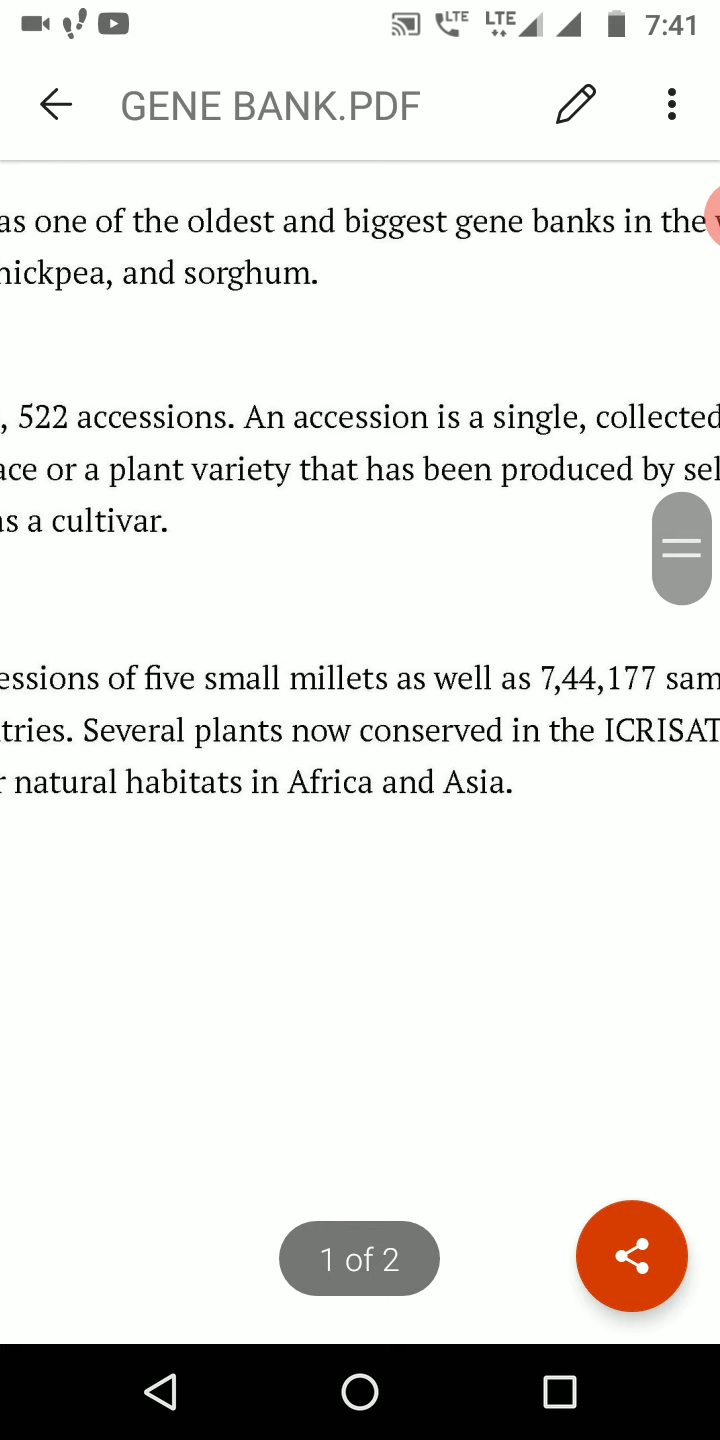 LTE LTE 7:41
GENE BANK.PDF
as one of the oldest and biggest gene banks in the
hickpea, and sorghum.
, 522 accessions. An accession is a single, collected
ace or a plant variety that has been produced by sel
as a cultivar.
essions of five small millets as well as 7,44,177 sam
tries. Several plants now conserved in the ICRISAT
r natural habitats in Africa and Asia.
1 of 2